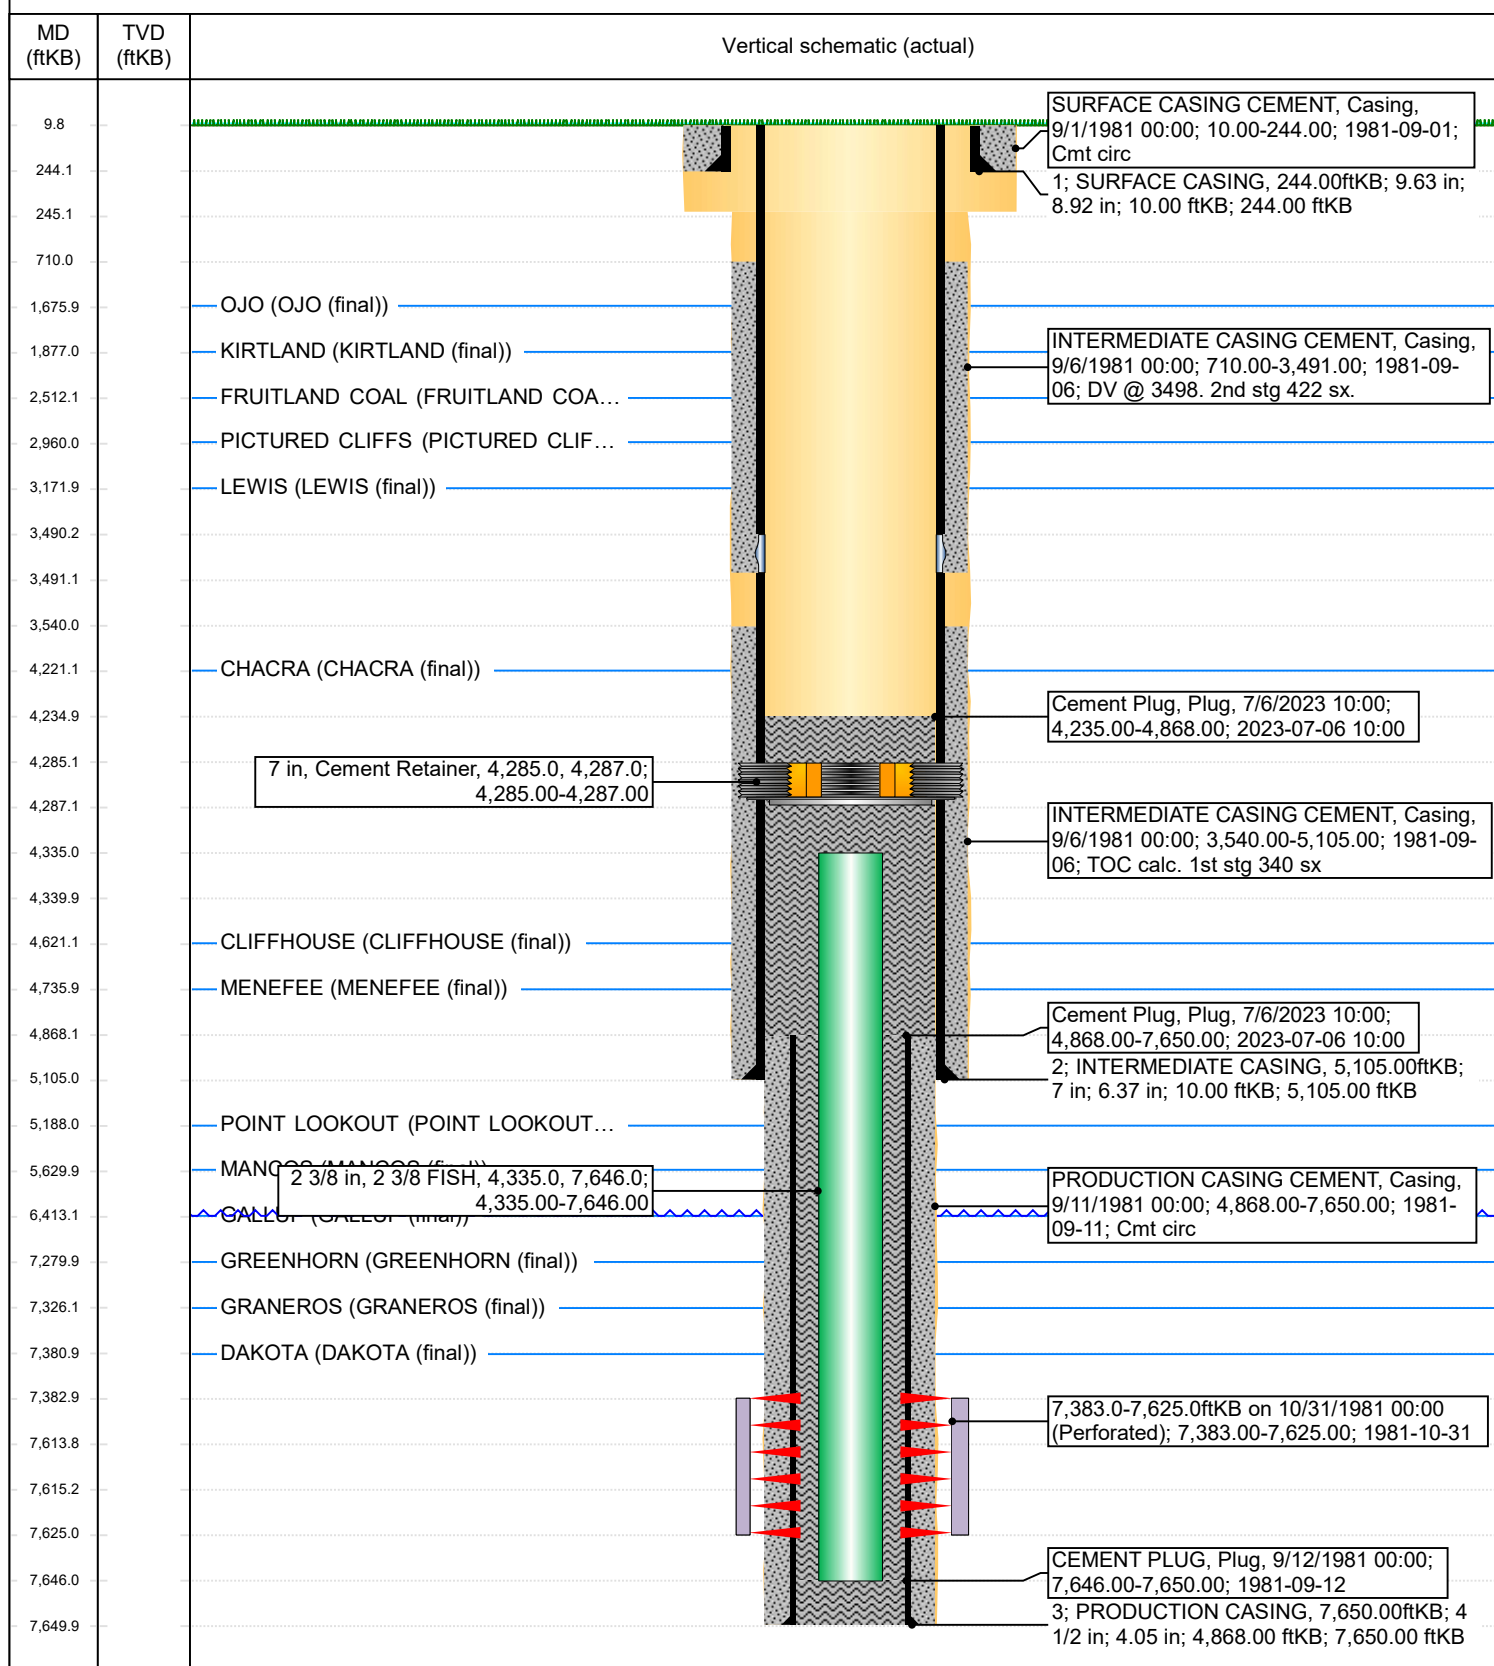 MD
(ftKB)
TVD
(ftKB)
Vertical schematic (actual)
9.8
244.1
245.1
710.0
1,675.9
1,877.0
2,512.1
2,960.0
3,171.9
3,490.2
3,491.1
3,540.0
4,221.1
4,234.9
4,285.1
4,287.1
4,335.0
4,339.9
4,621.1
4,735.9
4,868.1
5,105.0
5,188.0
5,629.9
6,413.1
7,279.9
7,326.1
7,380.9
7,382.9
7,613.8
7,615.2
7,625.0
7,646.0
7,649.9
OJO (OJO (final))
KIRTLAND (KIRTLAND (final))
FRUITLAND COAL (FRUITLAND COA...
PICTURED CLIFFS (PICTURED CLIF...
LEWIS (LEWIS (final))
CHACRA (CHACRA (final))
7 in, Cement Retainer, 4,285.0, 4,287.0;
4,285.00-4,287.00
CLIFFHOUSE (CLIFFHOUSE (final))
MENEFEE (MENEFEE (final))
POINT LOOKOUT (POINT LOOKOUT...
MANCOS (MANCOS (final))
2 3/8 in, 2 3/8 FISH, 4,335.0, 7,646.0;
4,335.00-7,646.00
GALLUP (GALLUP (final))
GREENHORN (GREENHORN (final))
GRANEROS (GRANEROS (final))
DAKOTA (DAKOTA (final))
SURFACE CASING CEMENT, Casing,
9/1/1981 00:00; 10.00-244.00; 1981-09-01;
Cmt circ
1; SURFACE CASING, 244.00ftKB; 9.63 in;
8.92 in; 10.00 ftKB; 244.00 ftKB
INTERMEDIATE CASING CEMENT, Casing,
9/6/1981 00:00; 710.00-3,491.00; 1981-09-
06; DV @ 3498. 2nd stg 422 sx.
Cement Plug, Plug, 7/6/2023 10:00;
4,235.00-4,868.00; 2023-07-06 10:00
INTERMEDIATE CASING CEMENT, Casing,
9/6/1981 00:00; 3,540.00-5,105.00; 1981-09-
06; TOC calc. 1st stg 340 sx
Cement Plug, Plug, 7/6/2023 10:00;
4,868.00-7,650.00; 2023-07-06 10:00
2; INTERMEDIATE CASING, 5,105.00ftKB;
7 in; 6.37 in; 10.00 ftKB; 5,105.00 ftKB
PRODUCTION CASING CEMENT, Casing,
9/11/1981 00:00; 4,868.00-7,650.00; 1981-
09-11; Cmt circ
7,383.0-7,625.0ftKB on 10/31/1981 00:00
(Perforated); 7,383.00-7,625.00; 1981-10-31
CEMENT PLUG, Plug, 9/12/1981 00:00;
7,646.00-7,650.00; 1981-09-12
3; PRODUCTION CASING, 7,650.00ftKB; 4
1/2 in; 4.05 in; 4,868.00 ftKB; 7,650.00 ftKB